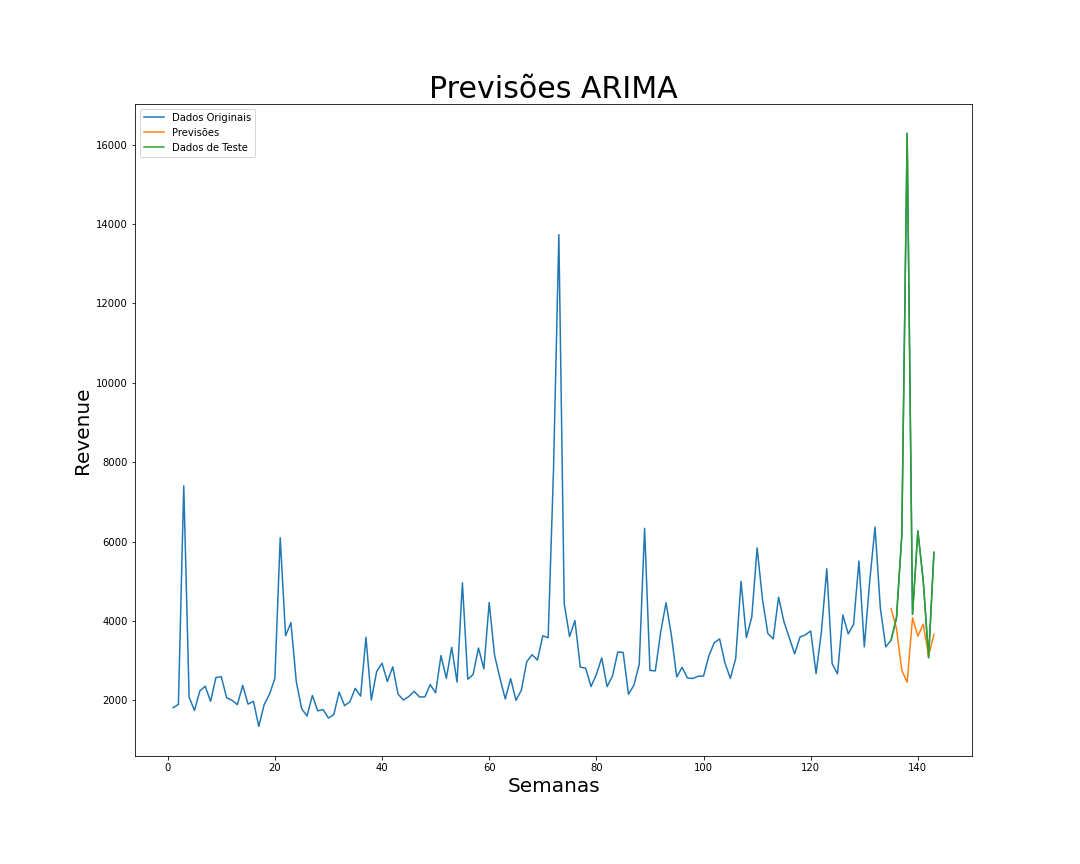 Previsões ARIMA
Dados Originais
Previsões
Dados de Teste
16000
14000
12000
10000
8000
6000
4000
2000
Revenue
0 20 40 60 80 100 120 140
Semanas